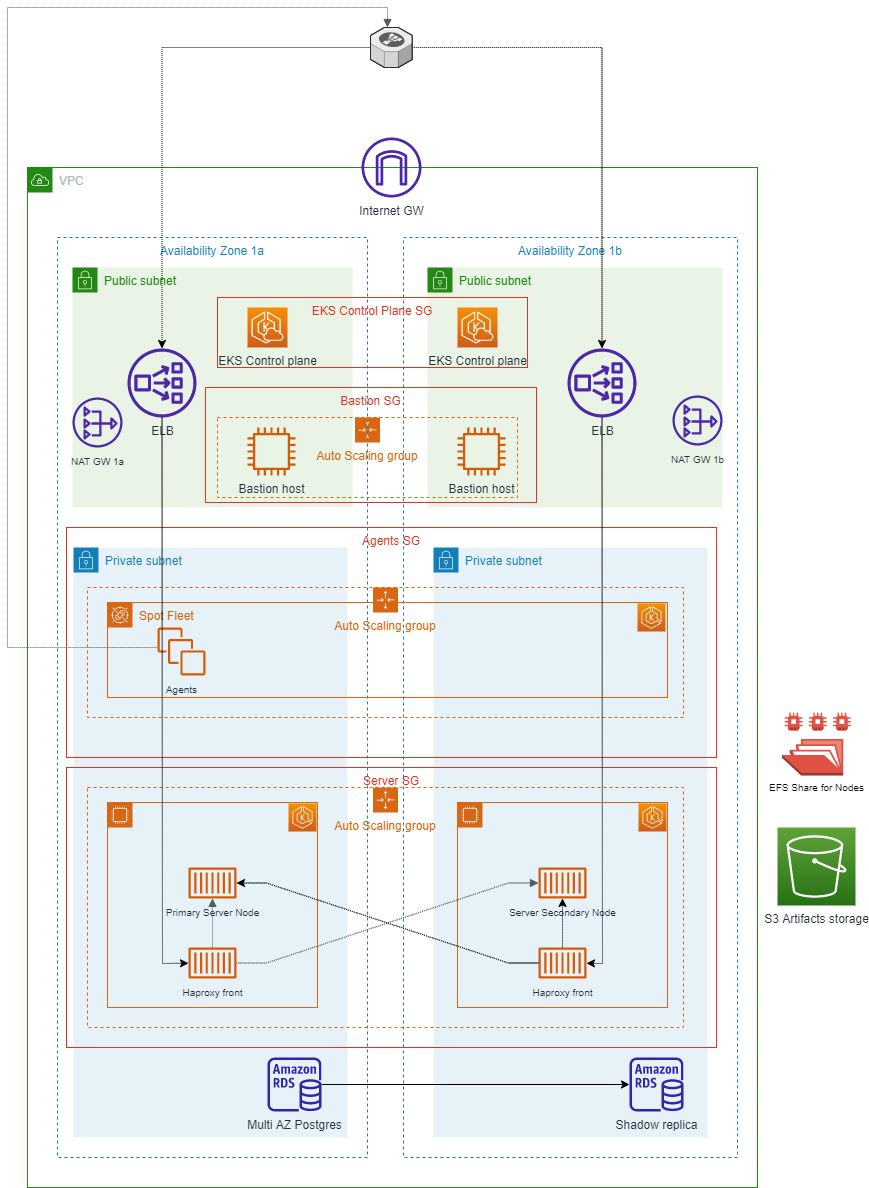 VPC
Internet GW
Availability Zone 1a
Availability Zone 1b
Public subnet
Public subnet
EKS Control Plane SG
EKS Control plane
EKS Control plane
Bastion SG
ELB
ELB
Auto Scaling group
NAT GW 1a
NAT GW 1b
Bastion host
Bastion host
Agents SG
Private subnet
Private subnet
Spot Fleet
Auto Scaling group
Agents
Server SG
EFS Share for Nodes
Auto Scaling group
Primary Server Node
Server Secondary Node
S3 Artifacts storage
Haproxy front
Haproxy front
Amazon
RDS
Amazon
RDS
Multi AZ Postgres
Shadow replica